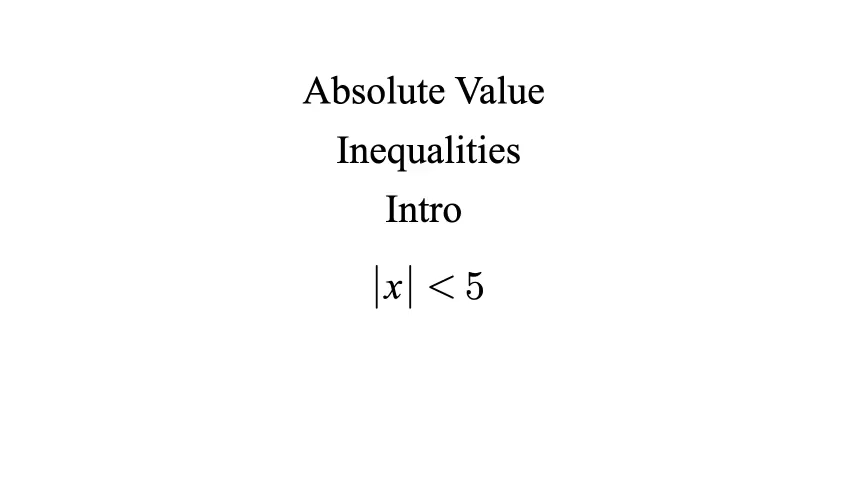 Absolute Value
Inequalities
Intro
|x| < 5